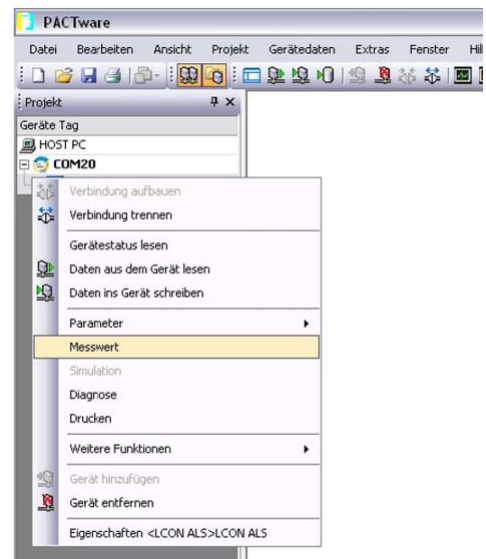 PACTware
Datei Bearbeiten Ansicht Projekt Gerätedaten Extras Fenster
Projekt
Geräte Tag
HOST PC
COM20
Verbindung aufbauen
Verbindung trennen
Gerätestatus lesen
Daten aus dem Gerät lesen
Daten ins Gerät schreiben
Parameter
Messwert
Simulation
Diagnose
Drucken
Weitere Funktionen
Gerät hinzufügen
Gerät entfernen
Eigenschaften <LCON ALS>LCON ALS